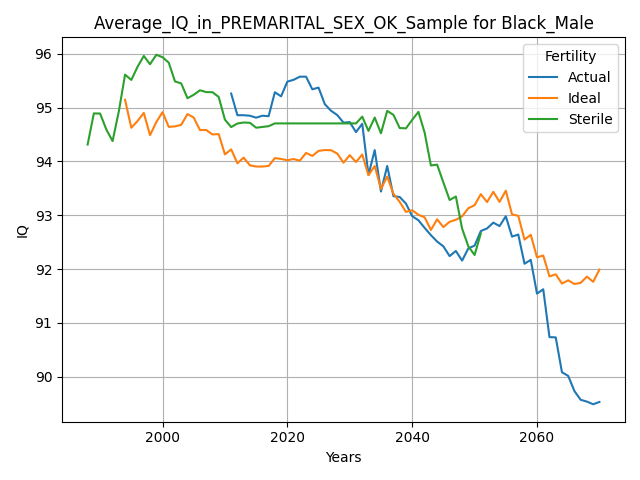 Average_IQ_in_PREMARITAL_SEX_OK_Sample for Black_Male
Fertility
Actual
Ideal
Sterile
IQ
96
95
94
93
92
91
90
2000
2020
2040
2060
Years